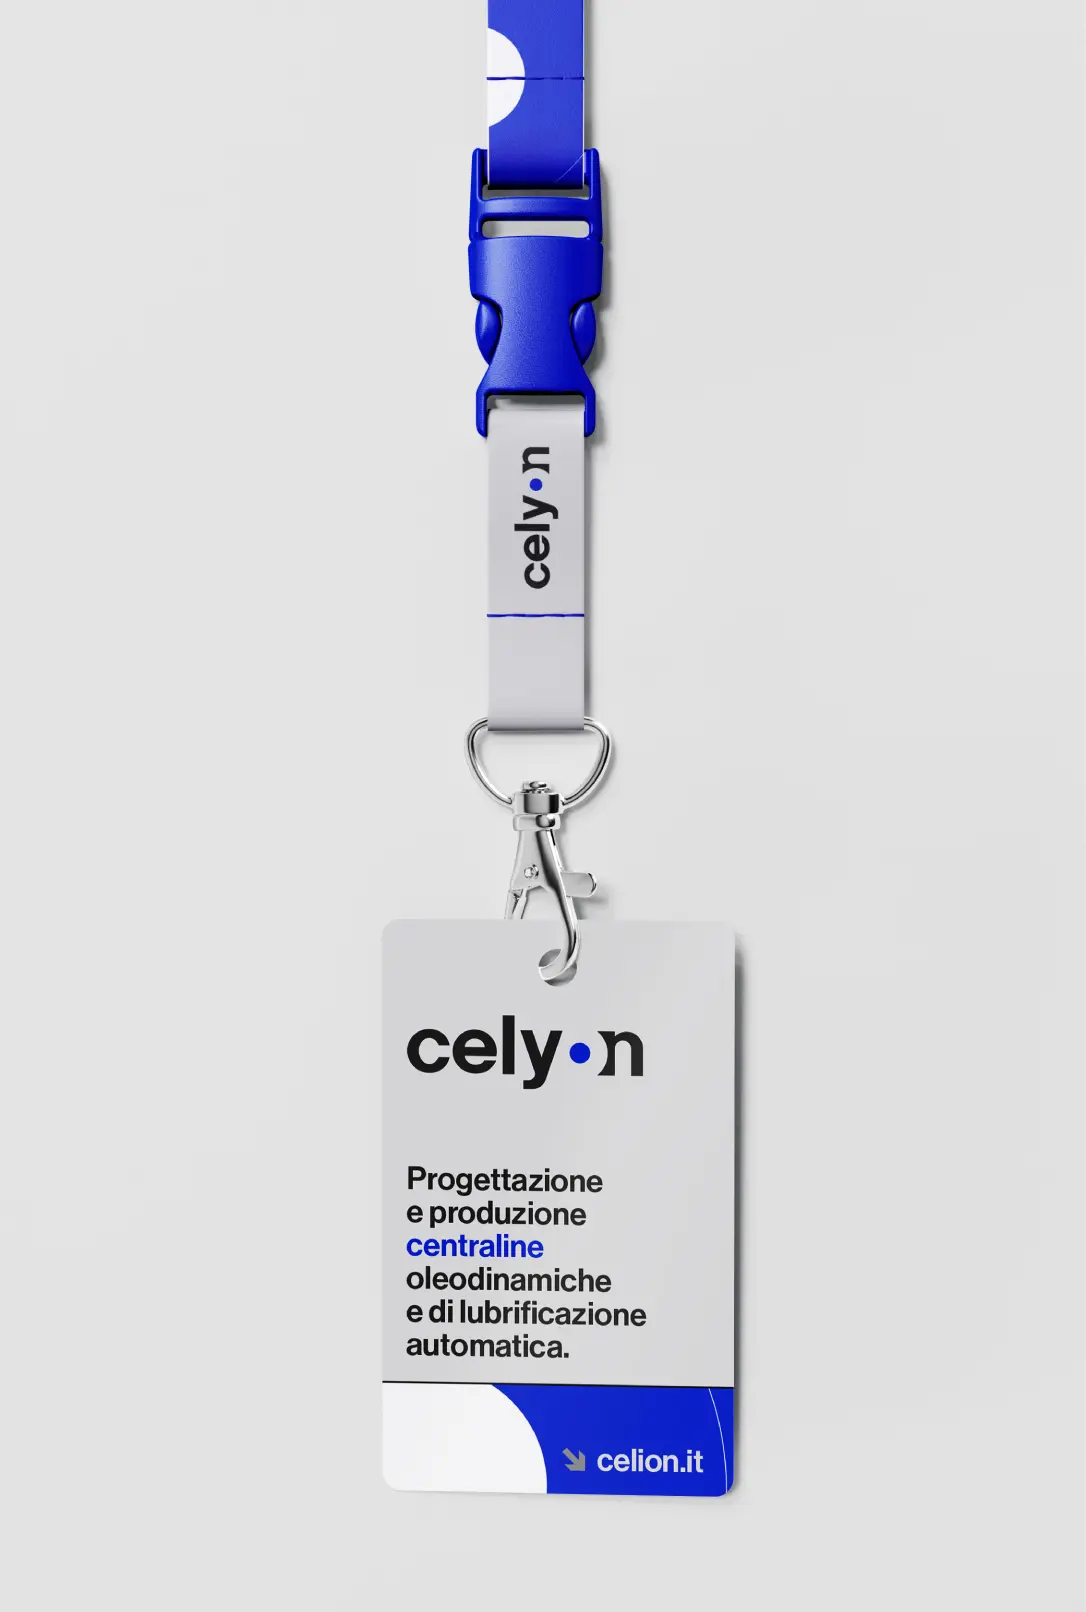 cely•n
cely•n
Progettazione
e produzione
centraline
oleodinamiche
e di lubrificazione
automatica.
celion.it